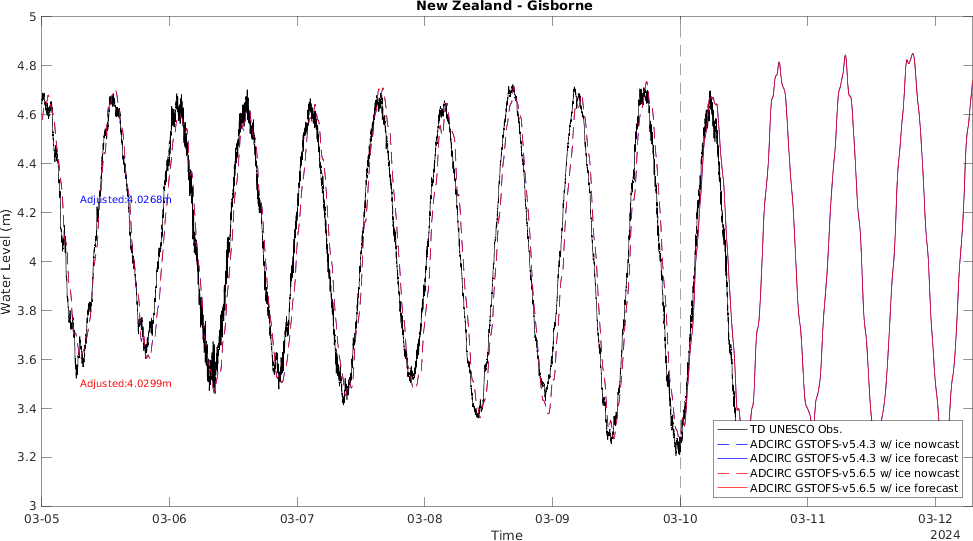 New Zealand - Gisborne
5
4.8
4.6
4.4
4.2
4
3.8
3.6
3.4
3.2
3
Water Level (m)
Adjusted:4.0268m
Adjusted:4.0299m
TD UNESCO Obs.
ADCIRC GSTOFS-v5.4.3 w/ ice nowcast
ADCIRC GSTOFS-v5.4.3 w/ ice forecast
ADCIRC GSTOFS-v5.6.5 w/ ice nowcast
ADCIRC GSTOFS-v5.6.5 w/ ice forecast
03-05 03-06 03-07 03-08 03-09 03-10 03-11 03-12
Time
2024